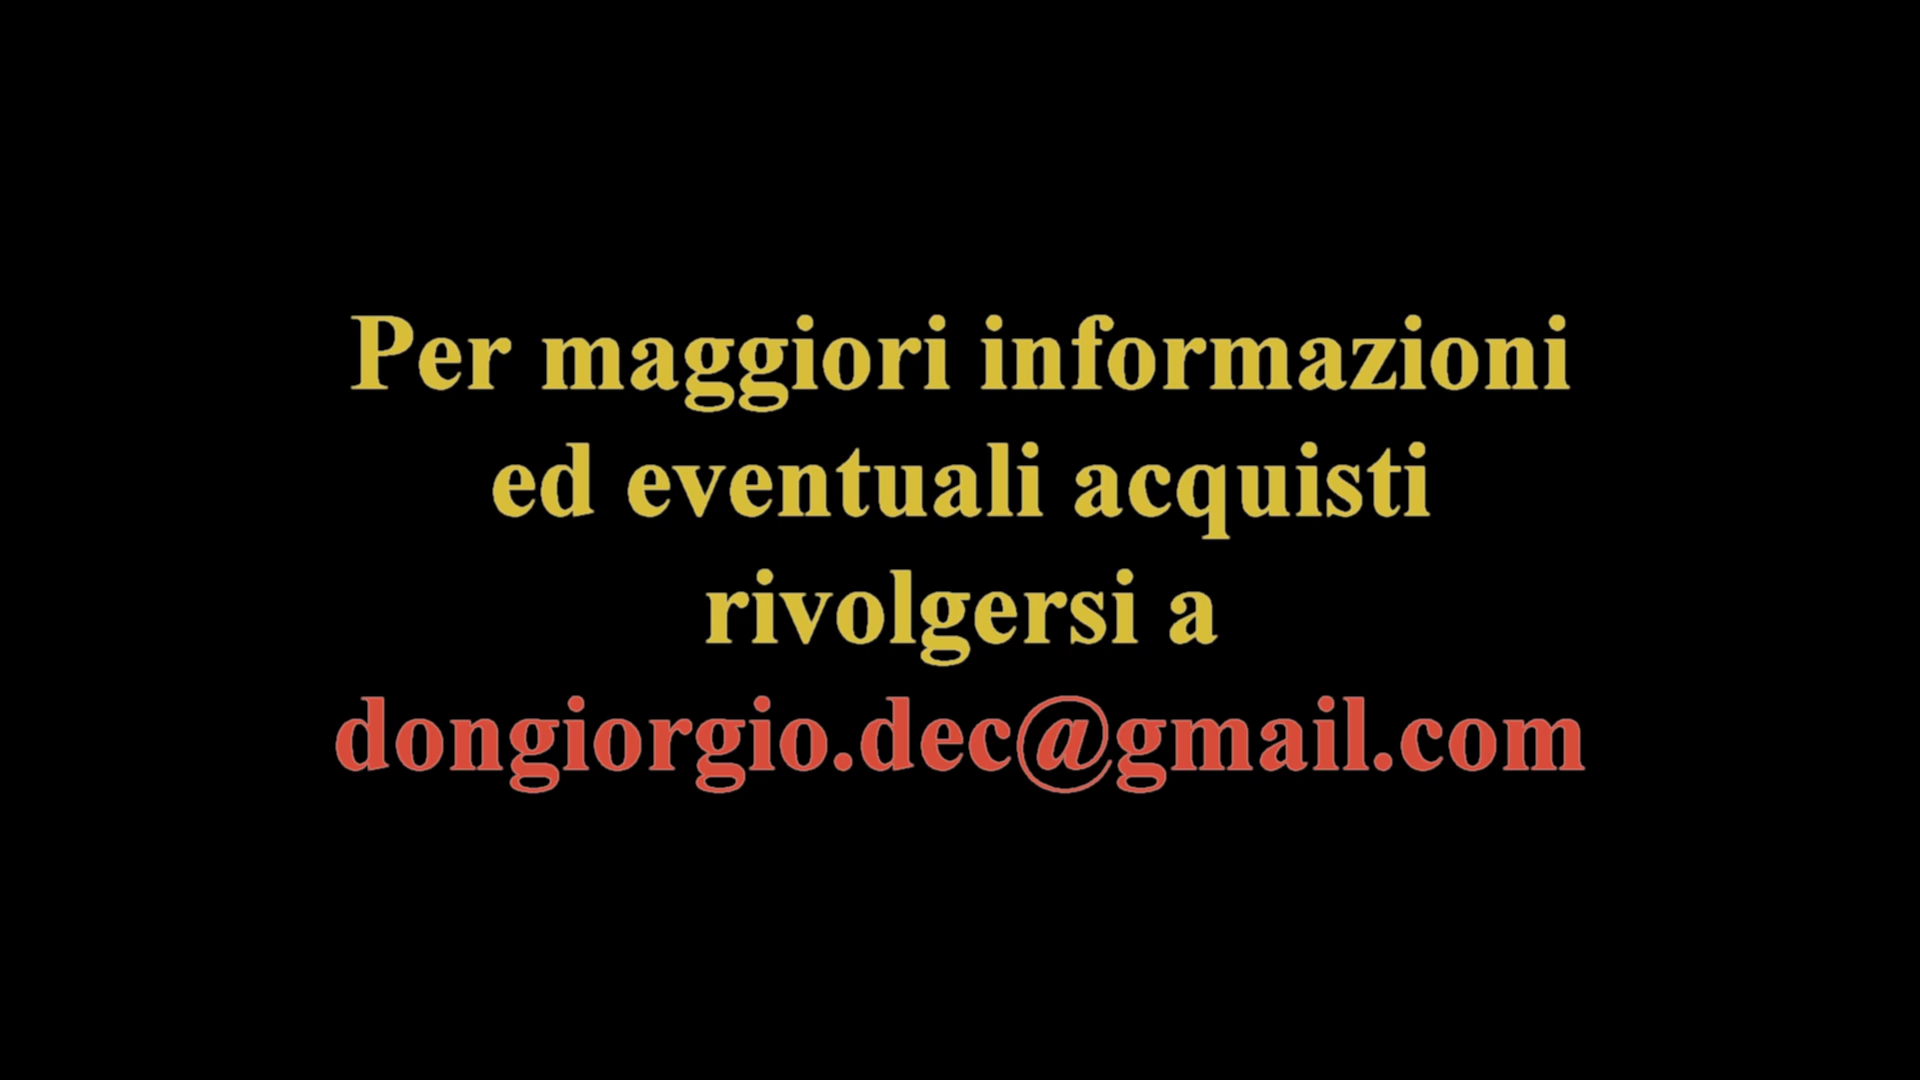 Per maggiori informazioni
ed eventuali acquisti
rivolgersi a
dongiorgio.dec@gmail.com